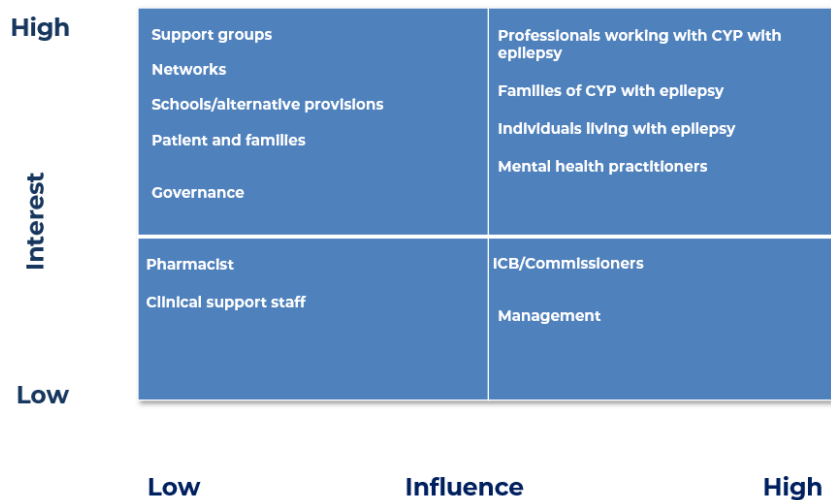 High
Support groups
Networks
Schools/alternative provisions
Patient and families
Governance
Professionals working with CYP with
epilepsy
Families of CYP with epilepsy
Individuals living with epilepsy
Mental health practitioners
Interest
Pharmacist
Clinical support staff
ICB/Commissioners
Management
Low
Low
Influence
High